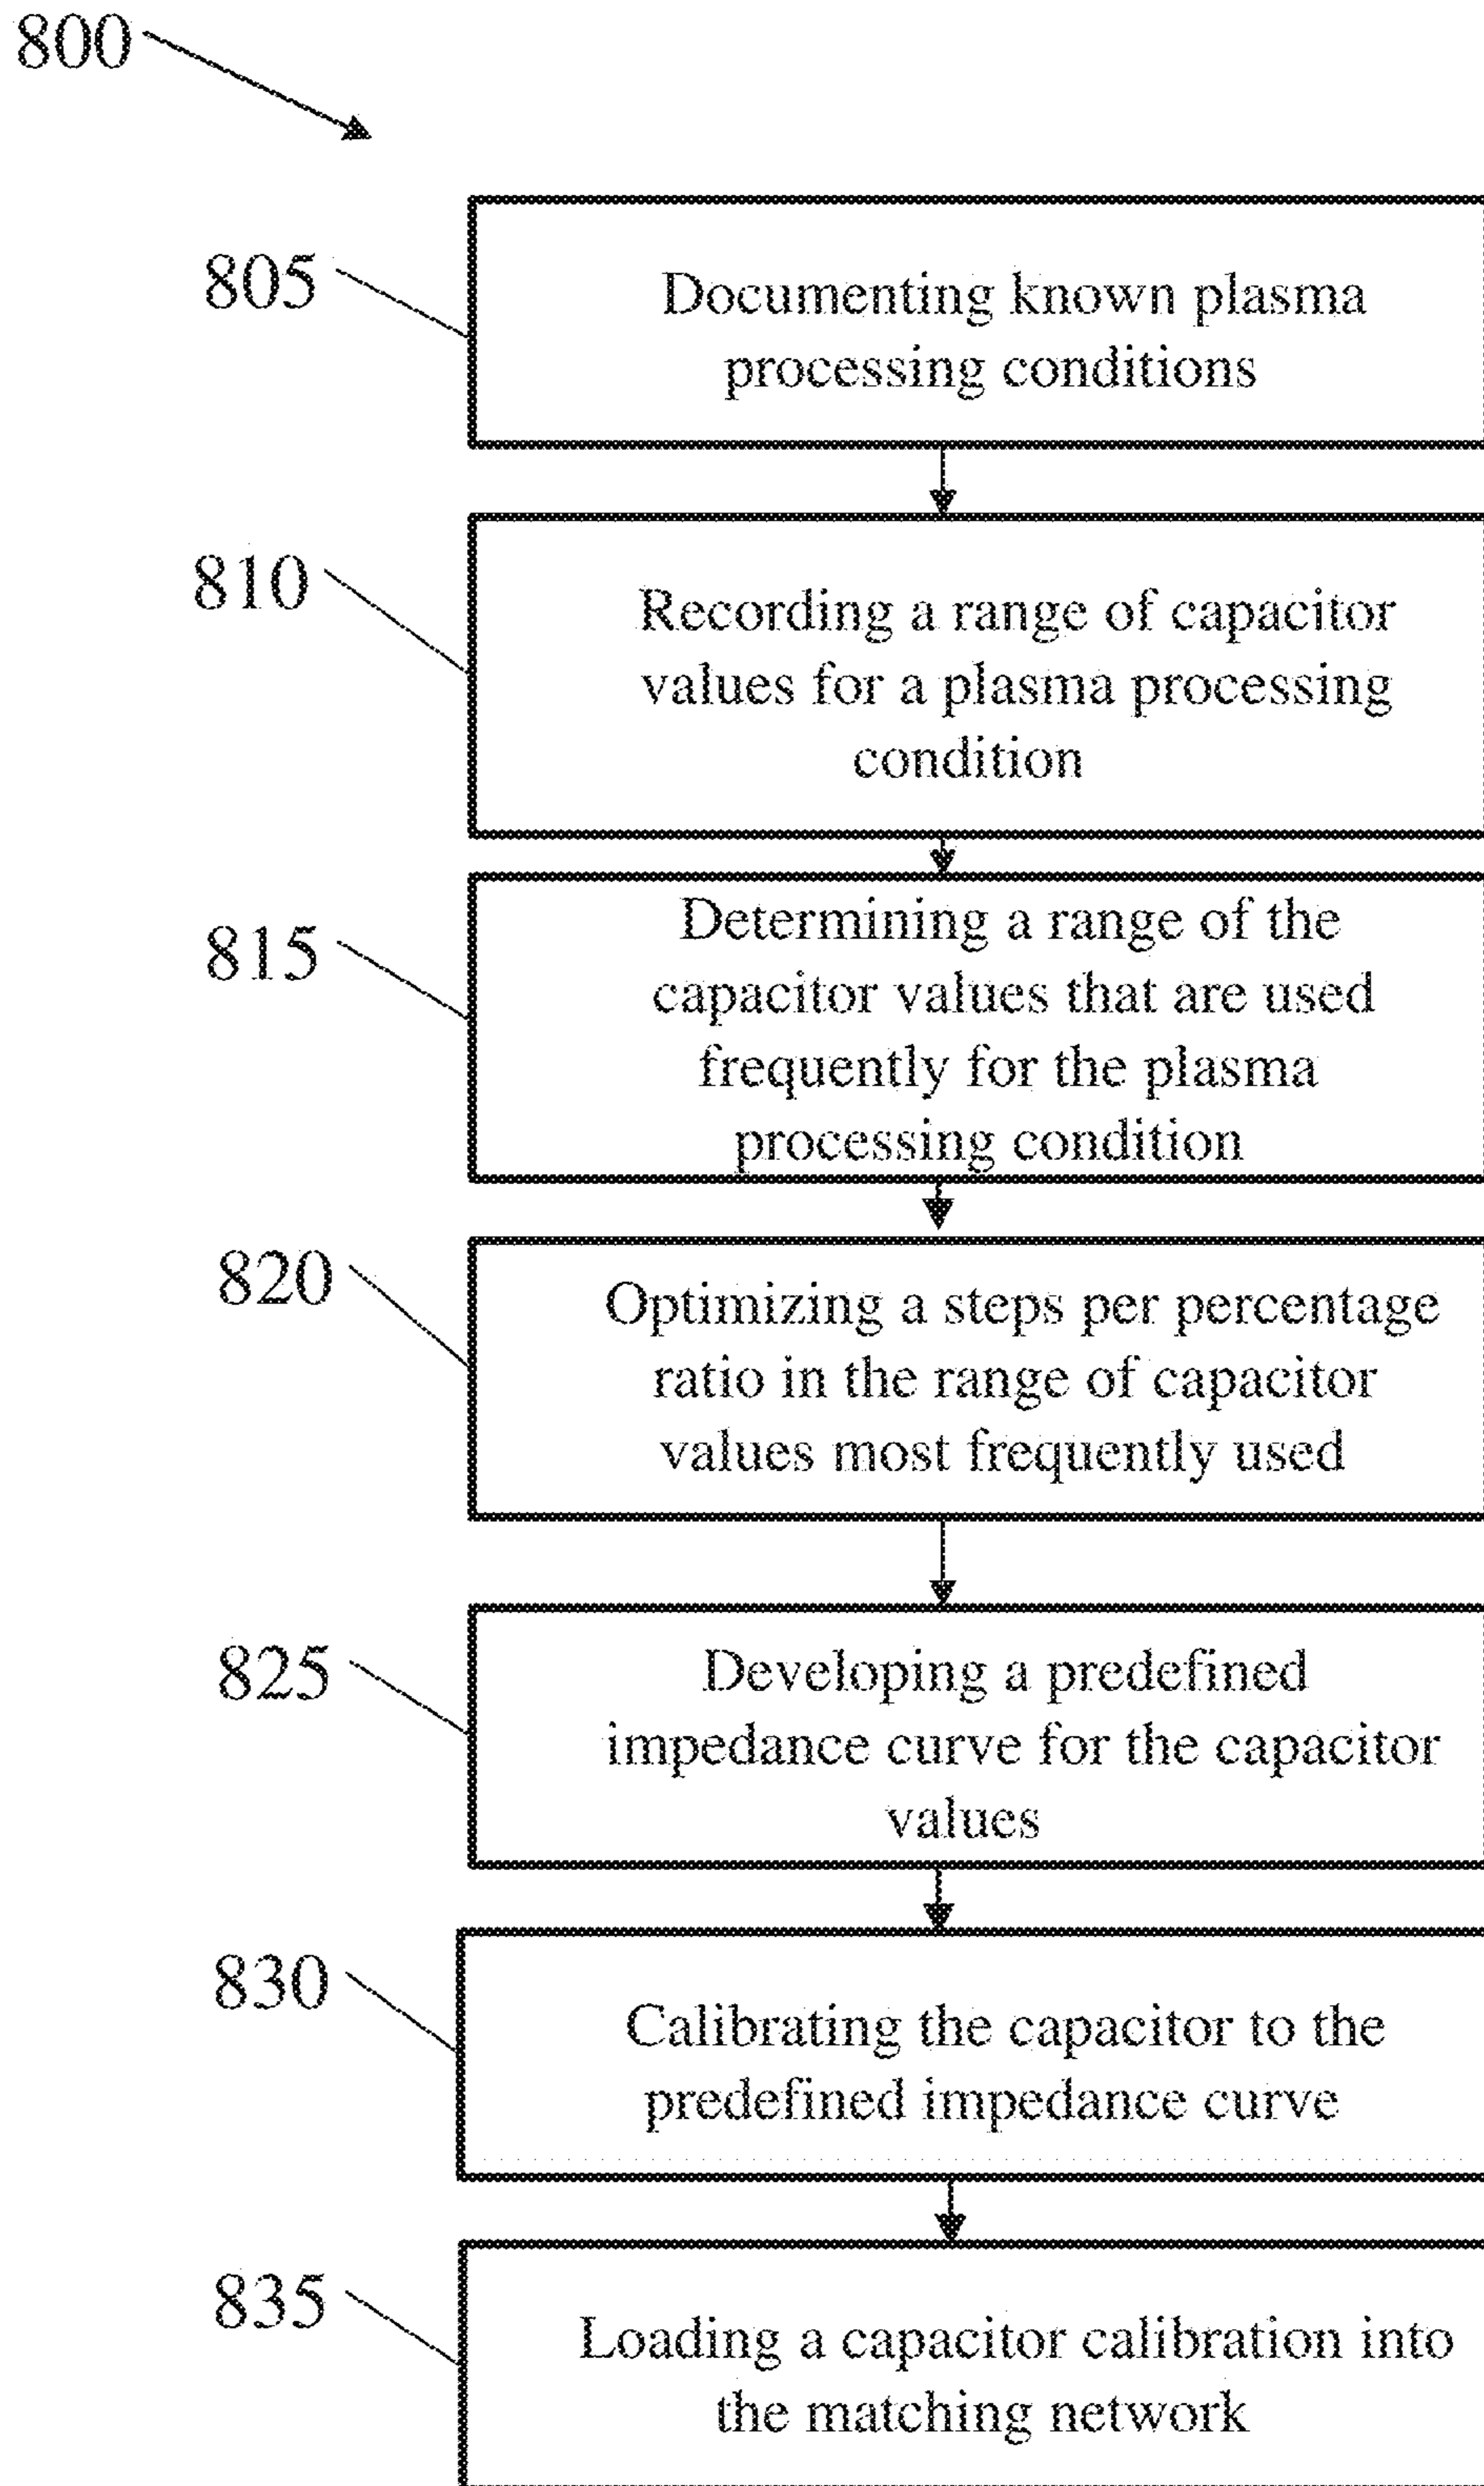 800
805
Documenting known plasma
processing conditions
810
Recording a range of capacitor
values for a plasma processing
condition
815
Determining a range of the
capacitor values that are used
frequently for the plasma
processing condition
820
Optimizing a steps per percentage
ratio in the range of capacitor
values most frequently used
825
Developing a predefined
impedance curve for the capacitor
values
830
Calibrating the capacitor to the
predefined impedance curve
835
Loading a capacitor calibration into
the matching network